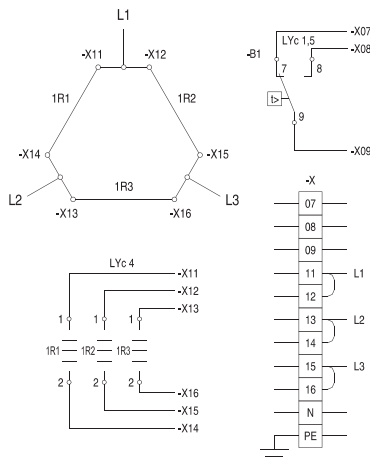 L1
-X11
-X12
1R1
1R2
-X14
-X15
L2
1R3
L3
-X13
-X16
-X07
LYc 1,5
-X08
-B1
7
8
t>
9
-X09
-X
07
08
09
11
L1
12
13
L2
14
15
L3
16
N
PE
LYc 4
-X11
-X12
-X13
1
1
1
1R1
1R2
1R3
2
2
2
-X16
-X15
-X14